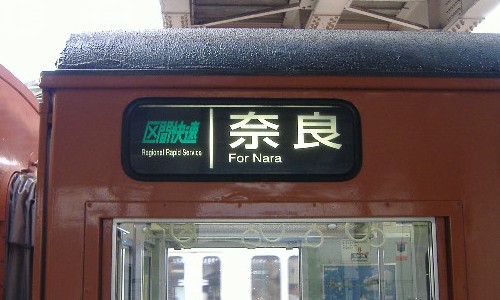 区間快速
Regional Rapid Service
奈良
For Nara